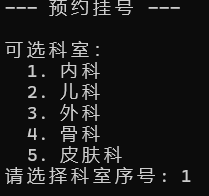 --- 预约挂号 ---
可选科室:
1. 内科
2. 儿科
3. 外科
4. 骨科
5. 皮肤科
请选择科室序号: 1